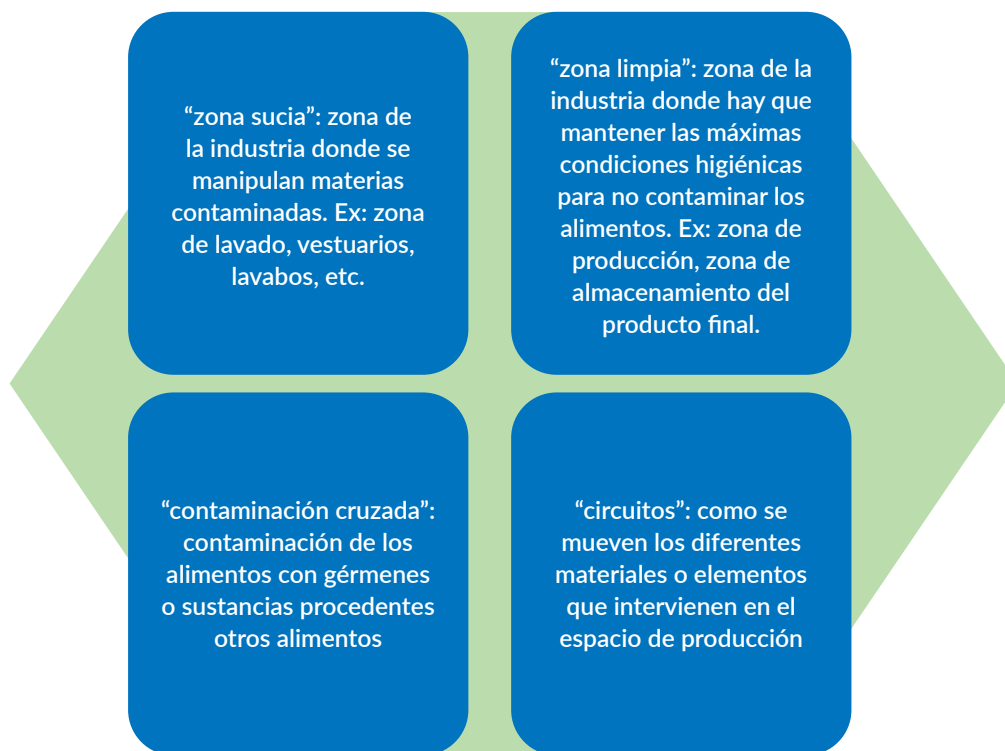 “zona sucia”: zona de
la industria donde se
manipulan materias
contaminadas. Ex: zona
de lavado, vestuarios,
lavabos, etc.
“zona limpia”: zona de la
industria donde hay que
mantener las máximas
condiciones higiénicas
para no contaminar los
alimentos. Ex: zona de
producción, zona de
almacenamiento del
producto final.
“contaminación cruzada”:
contaminación de los
alimentos con gérmenes
o sustancias procedentes
otros alimentos
“circuitos”: como se
mueven los diferentes
materiales o elementos
que intervienen en el
espacio de producción